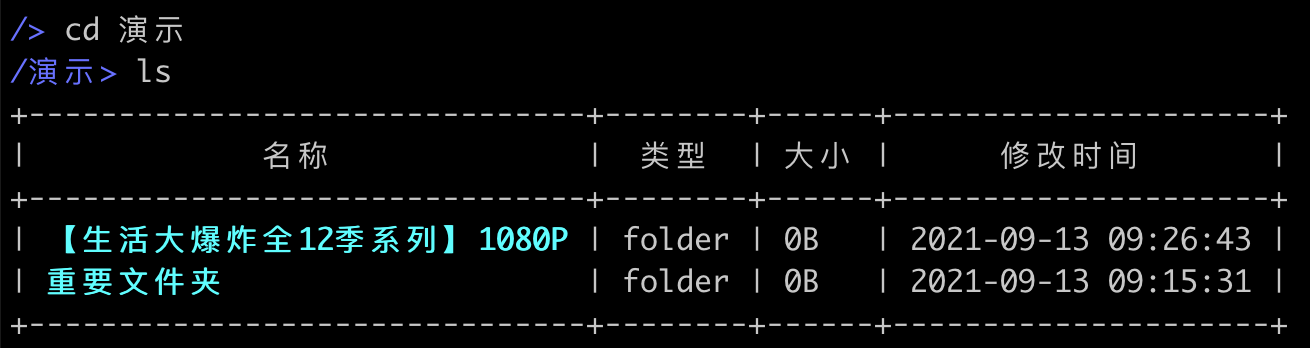 /> cd 演示
/演示> ls
+-------------------------------+--------+------+---------------------+
| 名称 | 类型 | 大小 | 修改时间 |
+-------------------------------+--------+------+---------------------+
| 【生活大爆炸全12季系列】1080P | folder | 0B | 2021-09-13 09:26:43 |
| 重要文件夹 | folder | 0B | 2021-09-13 09:15:31 |
+-------------------------------+--------+------+---------------------+